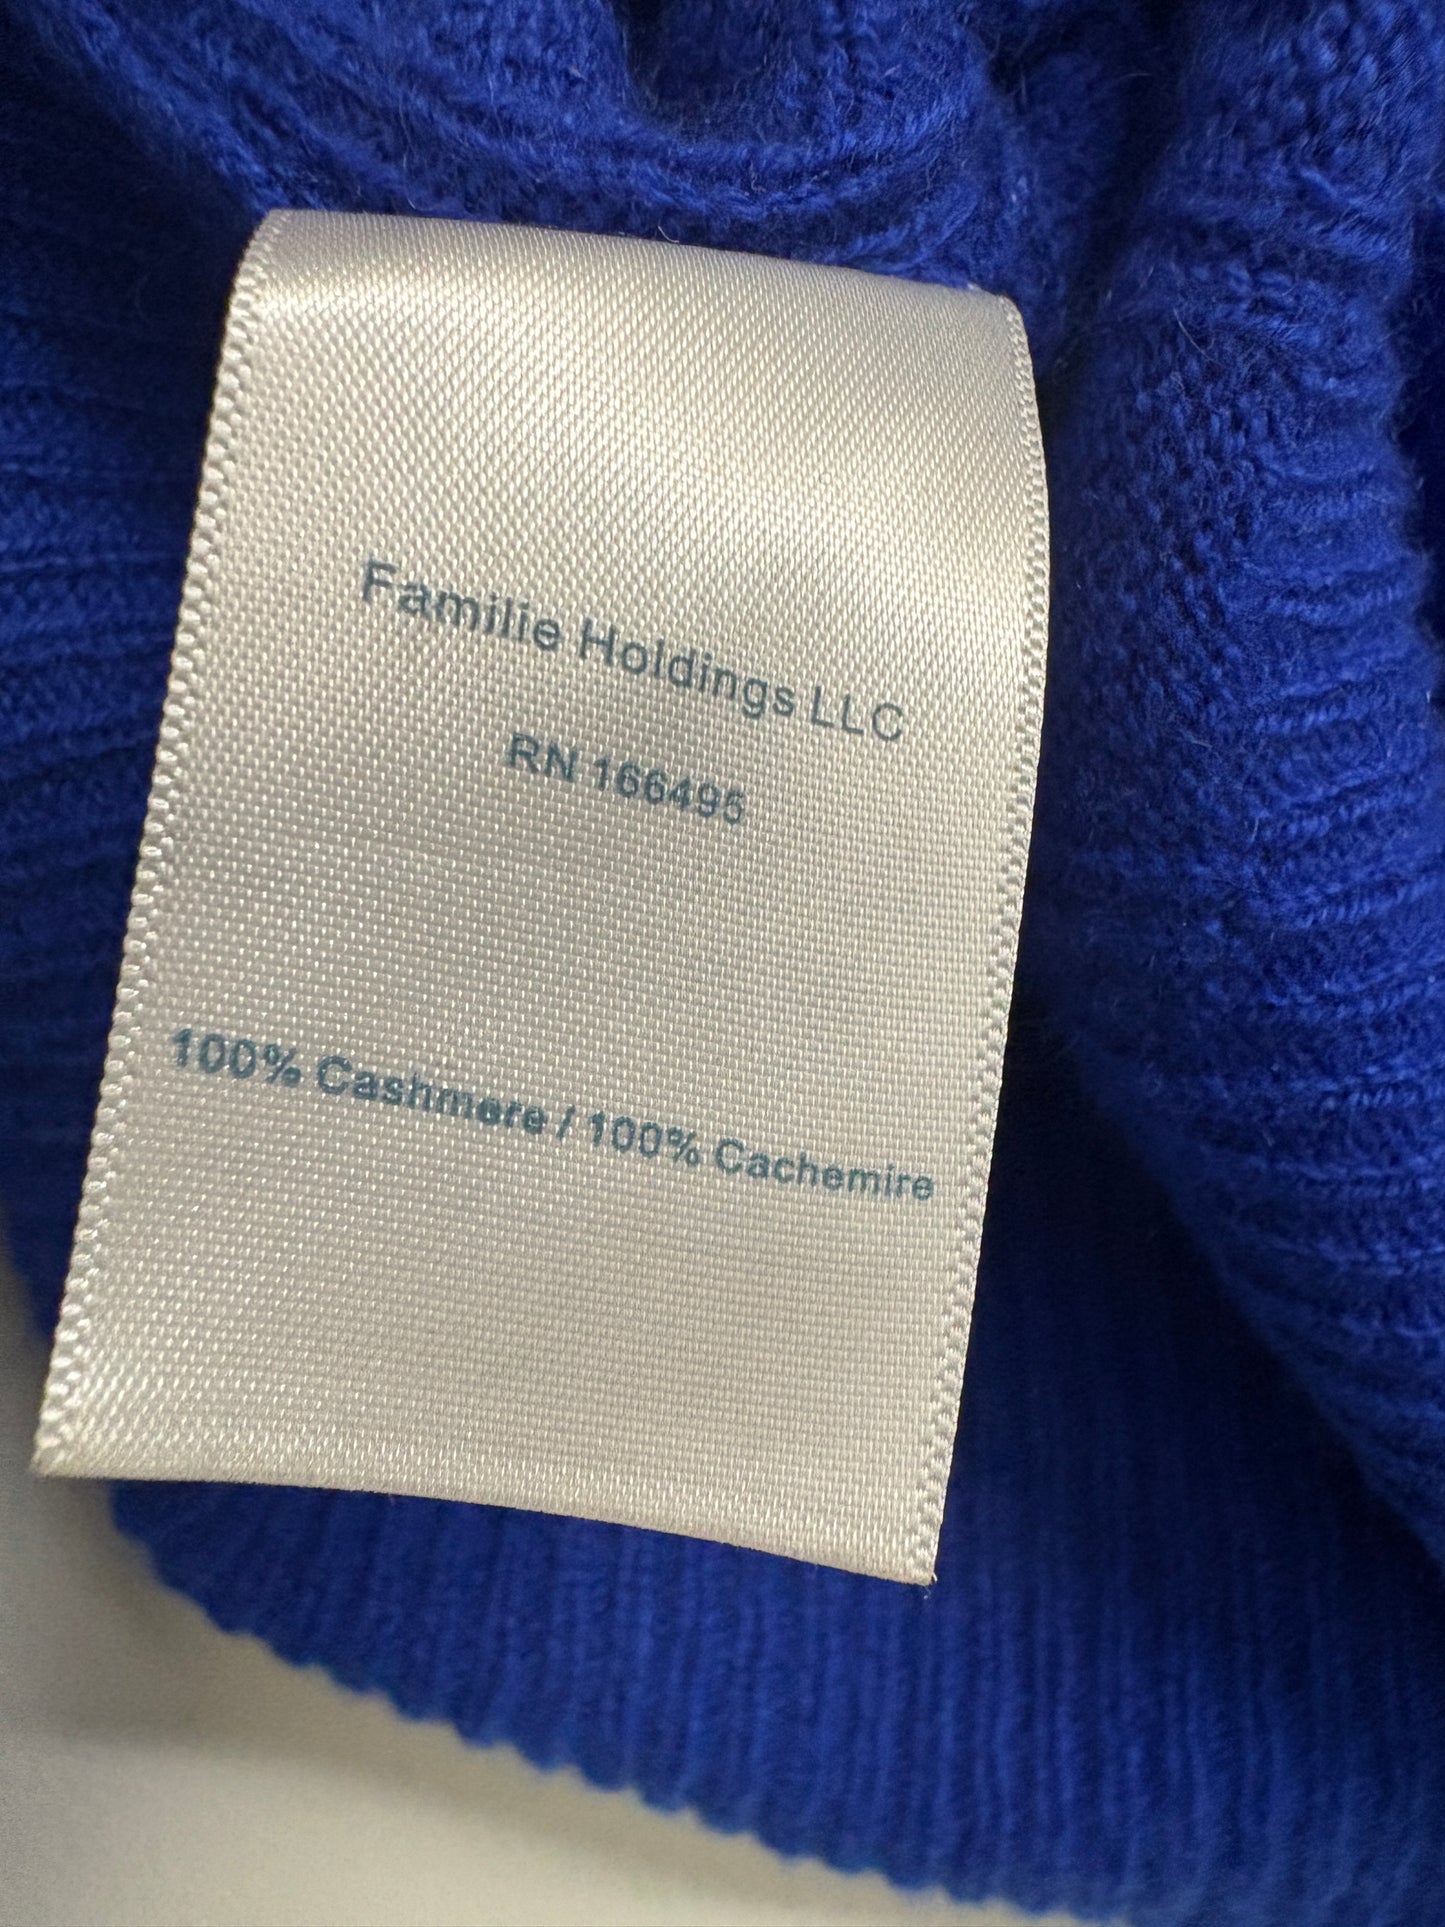 Familie Holdings LLC
RN 166495
100% Cashmere / 100% Cachemire